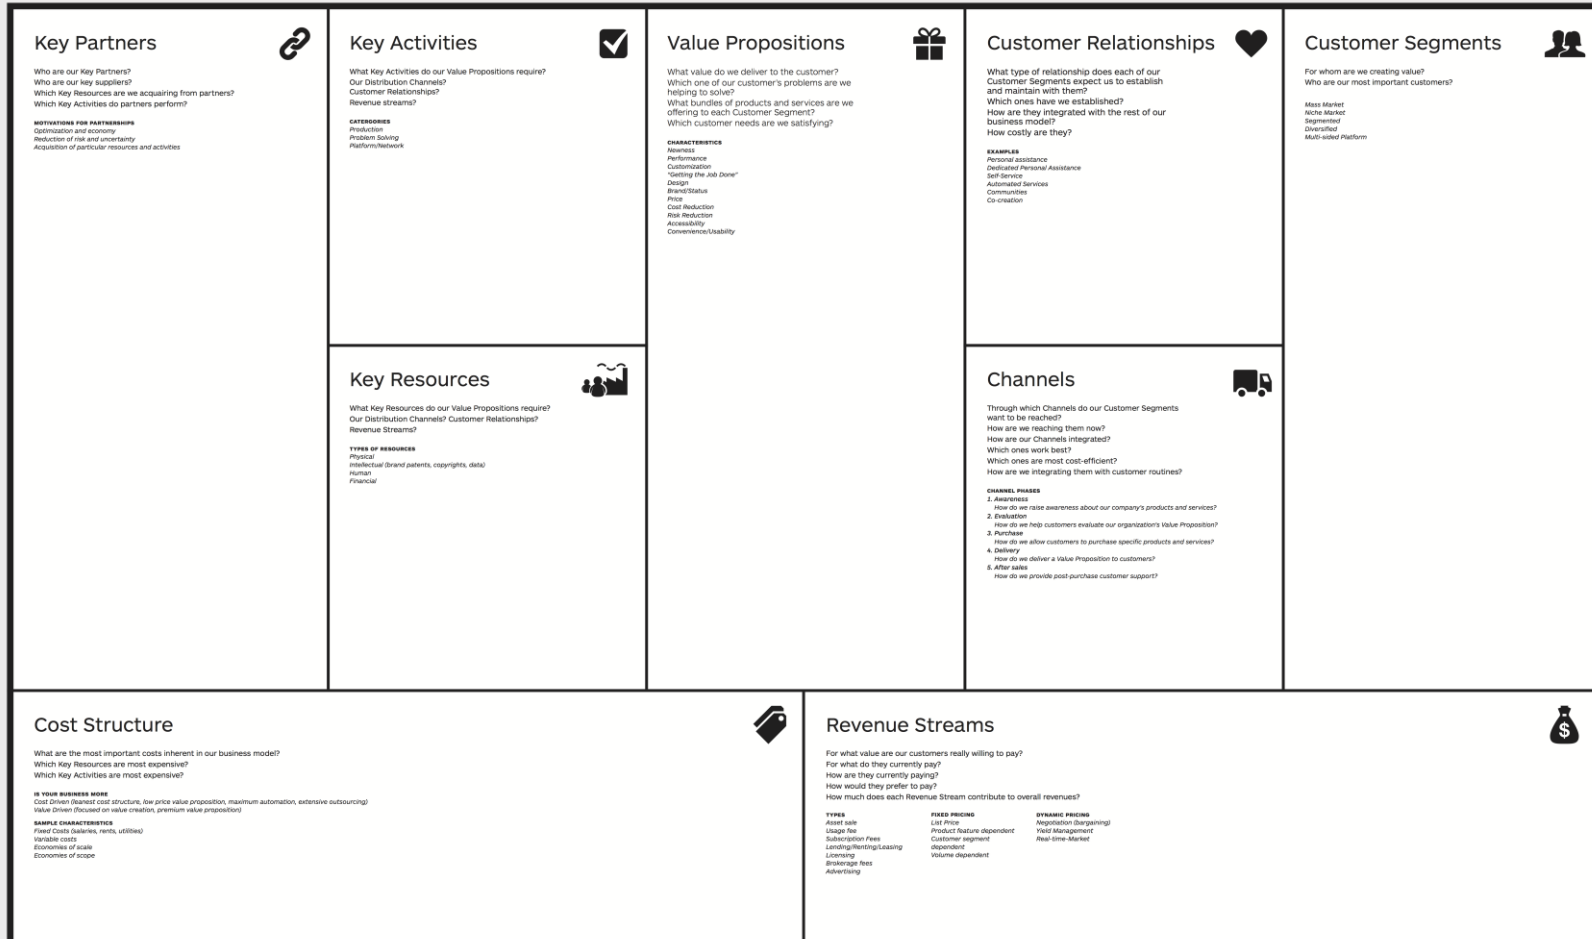 Key Partners
Who are our Key Partners?
Who are our key suppliers?
Which Key Resources are we acquairing from partners?
Which Key Activities do partners perform?
MOTIVATIONS FOR PARTNERSHIPS
Optimization and economy
Reduction of risk and uncertainty
Acquisition of particular resources and activities
Key Activities
What Key Activities do our Value Propositions require?
Our Distribution Channels?
Customer Relationships?
Revenue streams?
CATERGORIES
Production
Problem Solving
Platform/Network
Key Resources
What Key Resources do our Value Propositions require?
Our Distribution Channels? Customer Relationships?
Revenue Streams?
TYPES OF RESOURCES
Physical
Intellectual (brand patents, copyrights, data)
Human
Financial
Value Propositions
What value do we deliver to the customer?
Which one of our customer's problems are we
helping to solve?
What bundles of products and services are we
offering to each Customer Segment?
Which customer needs are we satisfying?
CHARACTERISTICS
Newness
Performance
Customization
"Getting the Job Done"
Design
Brand/Status
Price
Cost Reduction
Risk Reduction
Accessibility
Convenience/Usability
Customer Relationships
What type of relationship does each of our
Customer Segments expect us to establish
and maintain with them?
Which ones have we established?
How are they integrated with the rest of our
business model?
How costly are they?
EXAMPLES
Personal assistance
Dedicated Personal Assistance
Self-Service
Automated Services
Communities
Co-creation
Channels
Through which Channels do our Customer Segments
want to be reached?
How are we reaching them now?
How are our Channels integrated?
Which ones work best?
Which ones are most cost-efficient?
How are we integrating them with customer routines?
CHANNEL PHASES
1. Awareness
How do we raise awareness about our company's products and services?
2. Evaluation
How do we help customers evaluate our organization's Value Proposition?
3. Purchase
How do we allow customers to purchase specific products and services?
4. Delivery
How do we deliver a Value Proposition to customers?
5. After sales
How do we provide post-purchase customer support?
Customer Segments
For whom are we creating value?
Who are our most important customers?
Mass Market
Niche Market
Segmented
Diversified
Multi-sided Platform
Cost Structure
What are the most important costs inherent in our business model?
Which Key Resources are most expensive?
Which Key Activities are most expensive?
IS YOUR BUSINESS MORE
Cost Driven (leanest cost structure, low price value proposition, maximum automation, extensive outsourcing)
Value Driven (focused on value creation, premium value proposition)
SAMPLE CHARACTERISTICS
Fixed Costs (salaries, rents, utilities)
Variable costs
Economies of scale
Economies of scope
Revenue Streams
For what value are our customers really willing to pay?
For what do they currently pay?
How are they currently paying?
How would they prefer to pay?
How much does each Revenue Stream contribute to overall revenues?
TYPES
Asset sale
Usage fee
Subscription Fees
Lending/Renting/Leasing
Licensing
Brokerage fees
Advertising
FIXED PRICING
List Price
Product feature dependent
Customer segment
dependent
Volume dependent
DYNAMIC PRICING
Negotiation (bargaining)
Yield Management
Real-time-Market
$